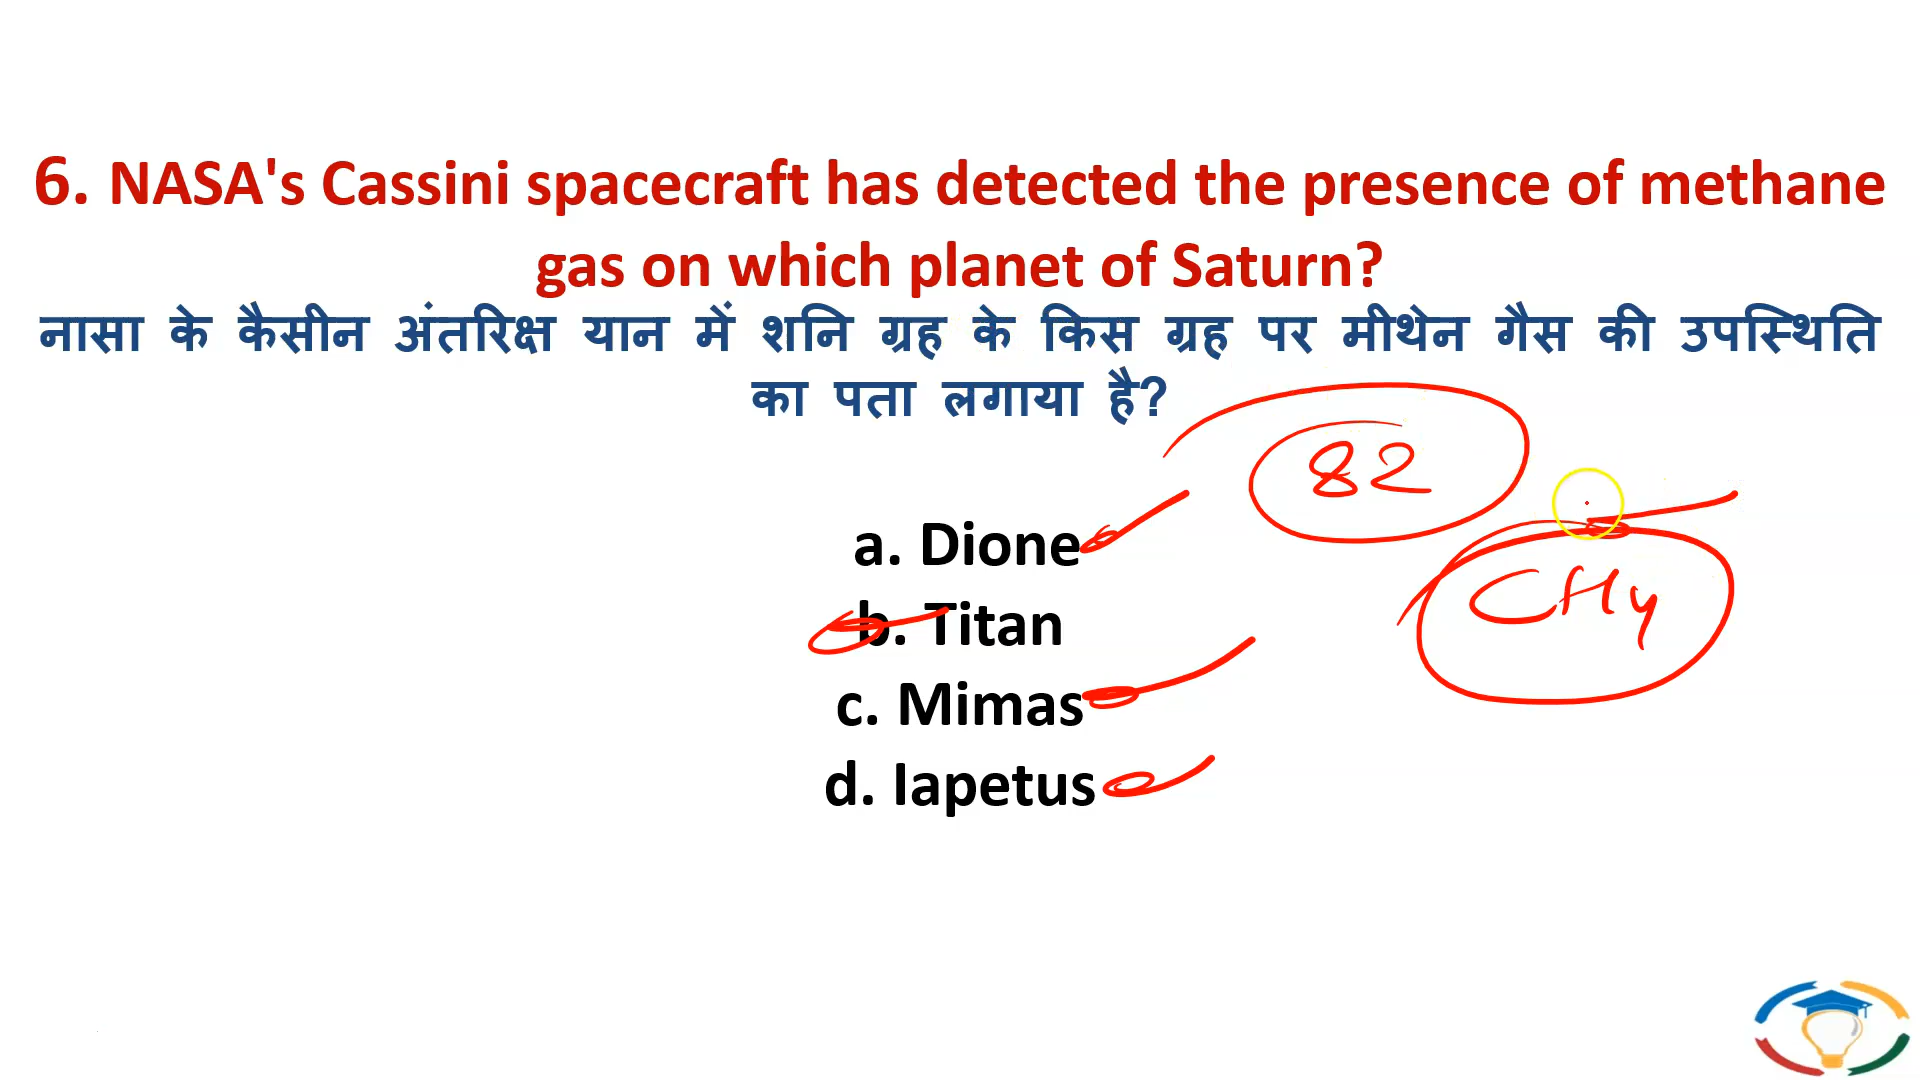 6. NASA's Cassini spacecraft has detected the presence of methane
gas on which planet of Saturn?
नासा के कैसीन अंतरिक्ष यान में शनि ग्रह के किस ग्रह पर मीथेन गैस की उपस्थिति
का पता लगाया है?
82
a. Dione
CH4
b. Titan
c. Mimas
d. Iapetus